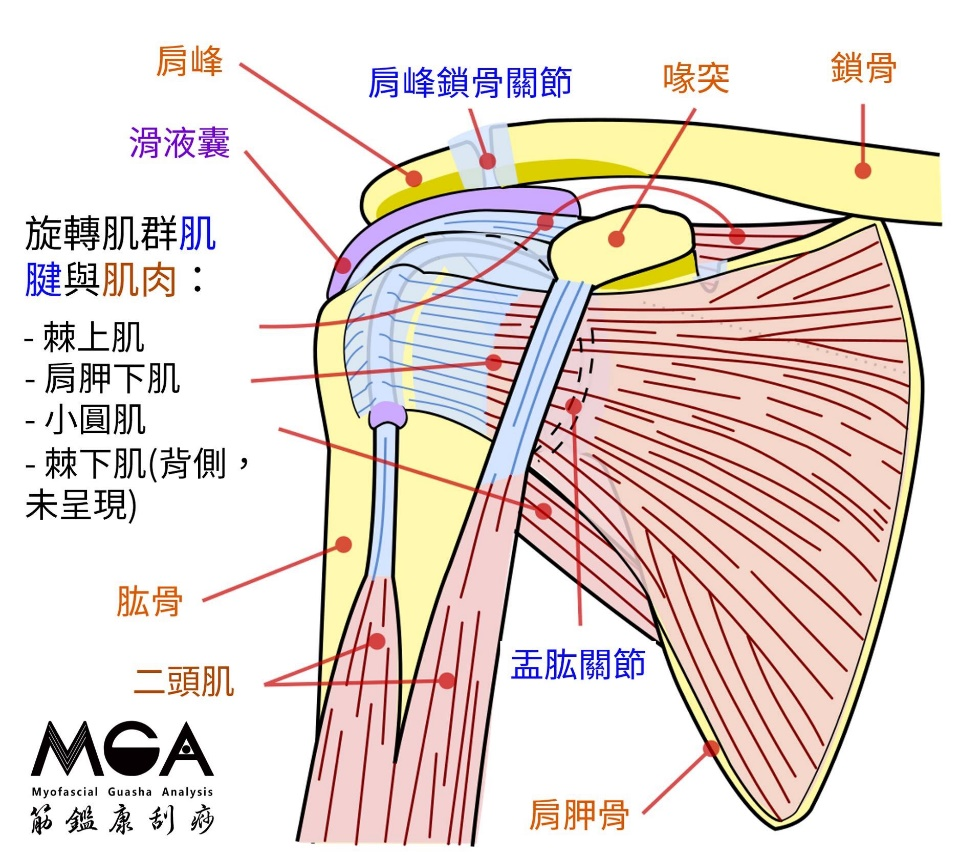 肩峰
肩峰鎖骨關節
喙突
鎖骨
滑液囊
旋轉肌群肌
腱與肌肉：
- 棘上肌
- 肩胛下肌
- 小圓肌
- 棘下肌(背側，
未呈現)
肱骨
盂肱關節
二頭肌
肩胛骨
MGA
Myofascial Guasha Analysis
筋鑑康刮痧